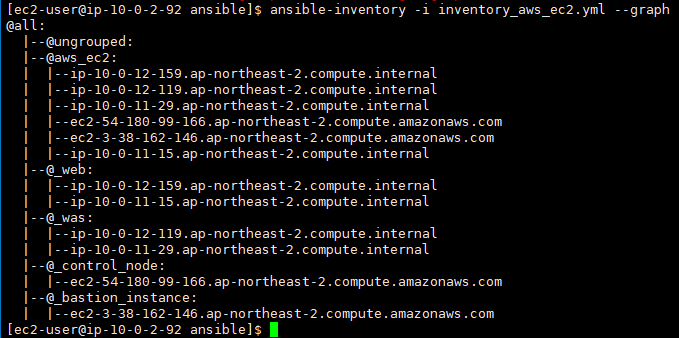 [ec2-user@ip-10-0-2-92 ansible]$ ansible-inventory -i inventory_aws_ec2.yml --graph
@all:
  |--@ungrouped:
  |--@aws_ec2:
  |  |--ip-10-0-12-159.ap-northeast-2.compute.internal
  |  |--ip-10-0-12-119.ap-northeast-2.compute.internal
  |  |--ip-10-0-11-29.ap-northeast-2.compute.internal
  |  |--ec2-54-180-99-166.ap-northeast-2.compute.amazonaws.com
  |  |--ec2-3-38-162-146.ap-northeast-2.compute.amazonaws.com
  |  |--ip-10-0-11-15.ap-northeast-2.compute.internal
  |--@_web:
  |  |--ip-10-0-12-159.ap-northeast-2.compute.internal
  |  |--ip-10-0-11-15.ap-northeast-2.compute.internal
  |--@_was:
  |  |--ip-10-0-12-119.ap-northeast-2.compute.internal
  |  |--ip-10-0-11-29.ap-northeast-2.compute.internal
  |--@_control_node:
  |  |--ec2-54-180-99-166.ap-northeast-2.compute.amazonaws.com
  |--@_bastion_instance:
  |  |--ec2-3-38-162-146.ap-northeast-2.compute.amazonaws.com
[ec2-user@ip-10-0-2-92 ansible]$